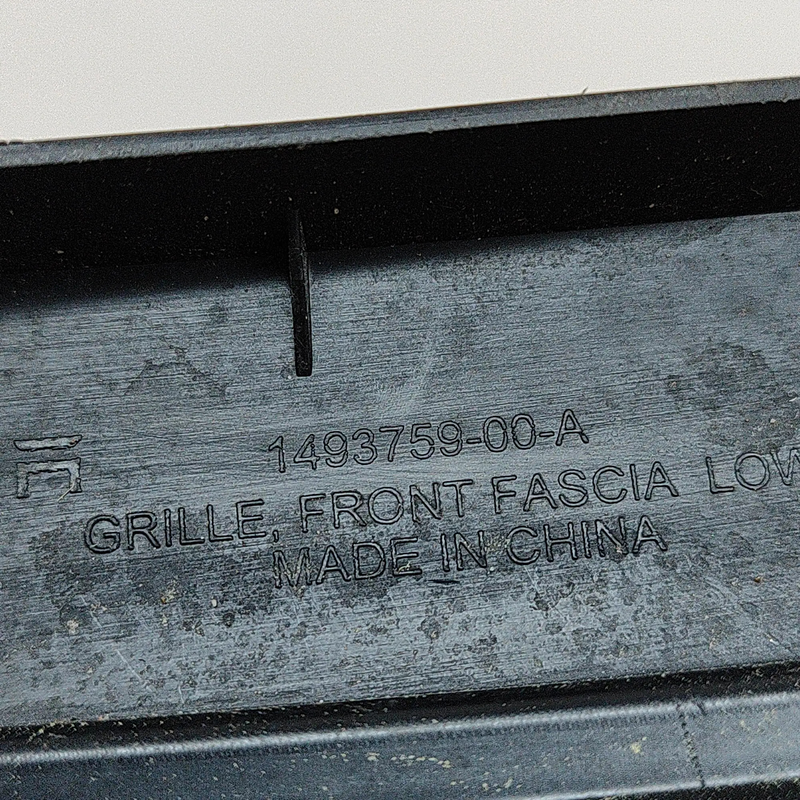 1493759-00-A
GRILLE, FRONT FASCIA LOW
MADE IN CHINA